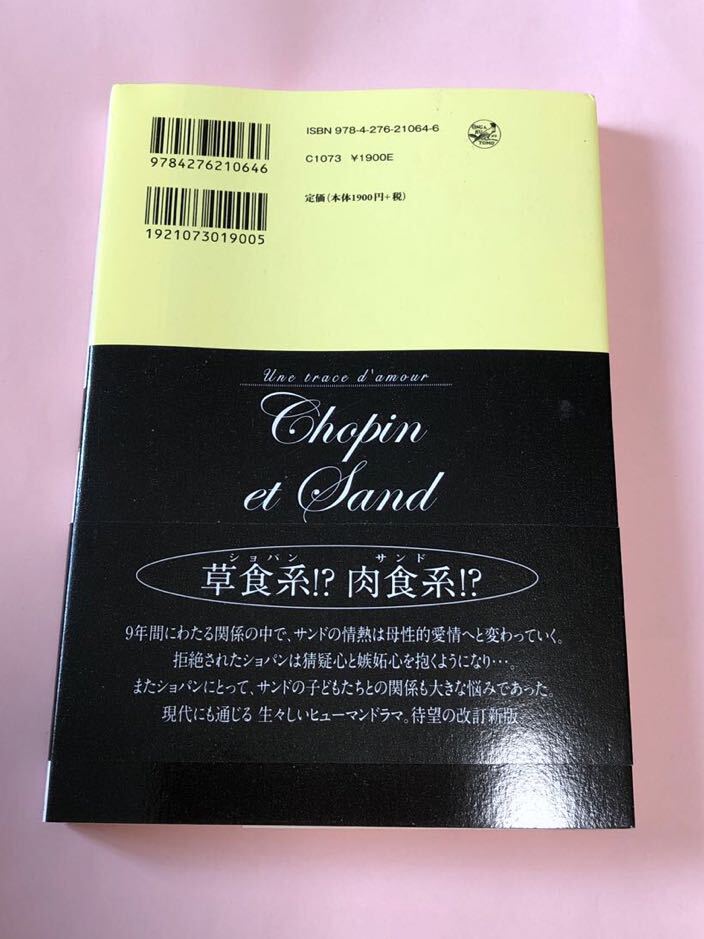 ISBN 978-4-276-21064-6
C1073 ¥1900E
9784276210646
定価(本体1900円+税)
1921073019005
Une trace d'amour
Chopin
et Sand
ショパン サンド
草食系!? 肉食系!?
9年間にわたる関係の中で、サンドの情熱は母性的愛情へと変わっていく。
拒絶されたショパンは猜疑心と嫉妬心を抱くようになり…。
またショパンにとって、サンドの子どもたちとの関係も大きな悩みであった。
現代にも通じる 生々しいヒューマンドラマ。待望の改訂新版